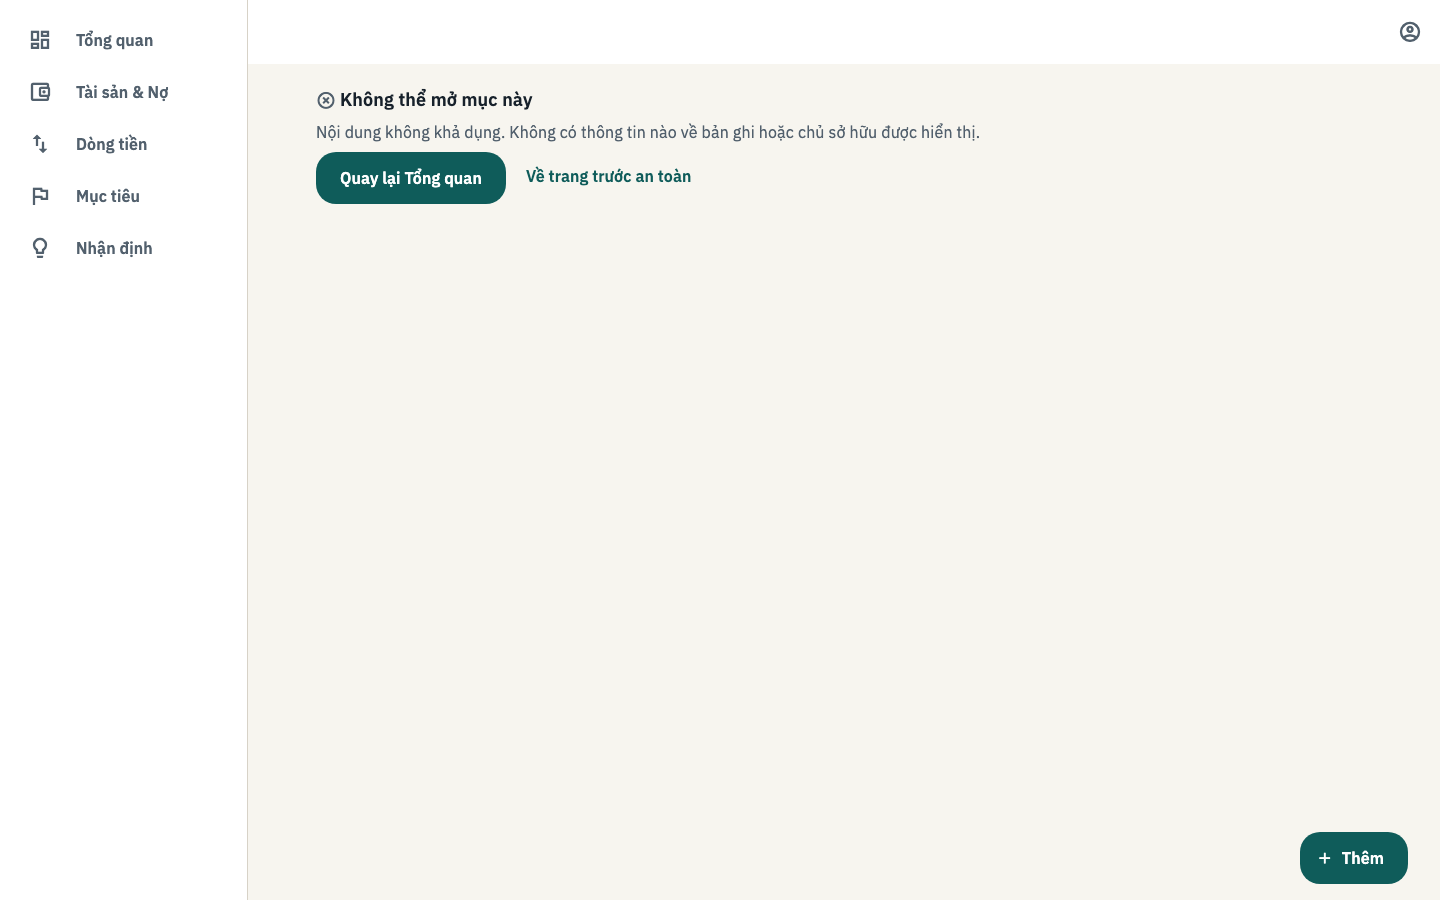 Tổng quan
Tài sản & Nợ
Dòng tiền
Mục tiêu
Nhận định
Không thể mở mục này
Nội dung không khả dụng. Không có thông tin nào về bản ghi hoặc chủ sở hữu được hiển thị.
Quay lại Tổng quan
Về trang trước an toàn
+ Thêm